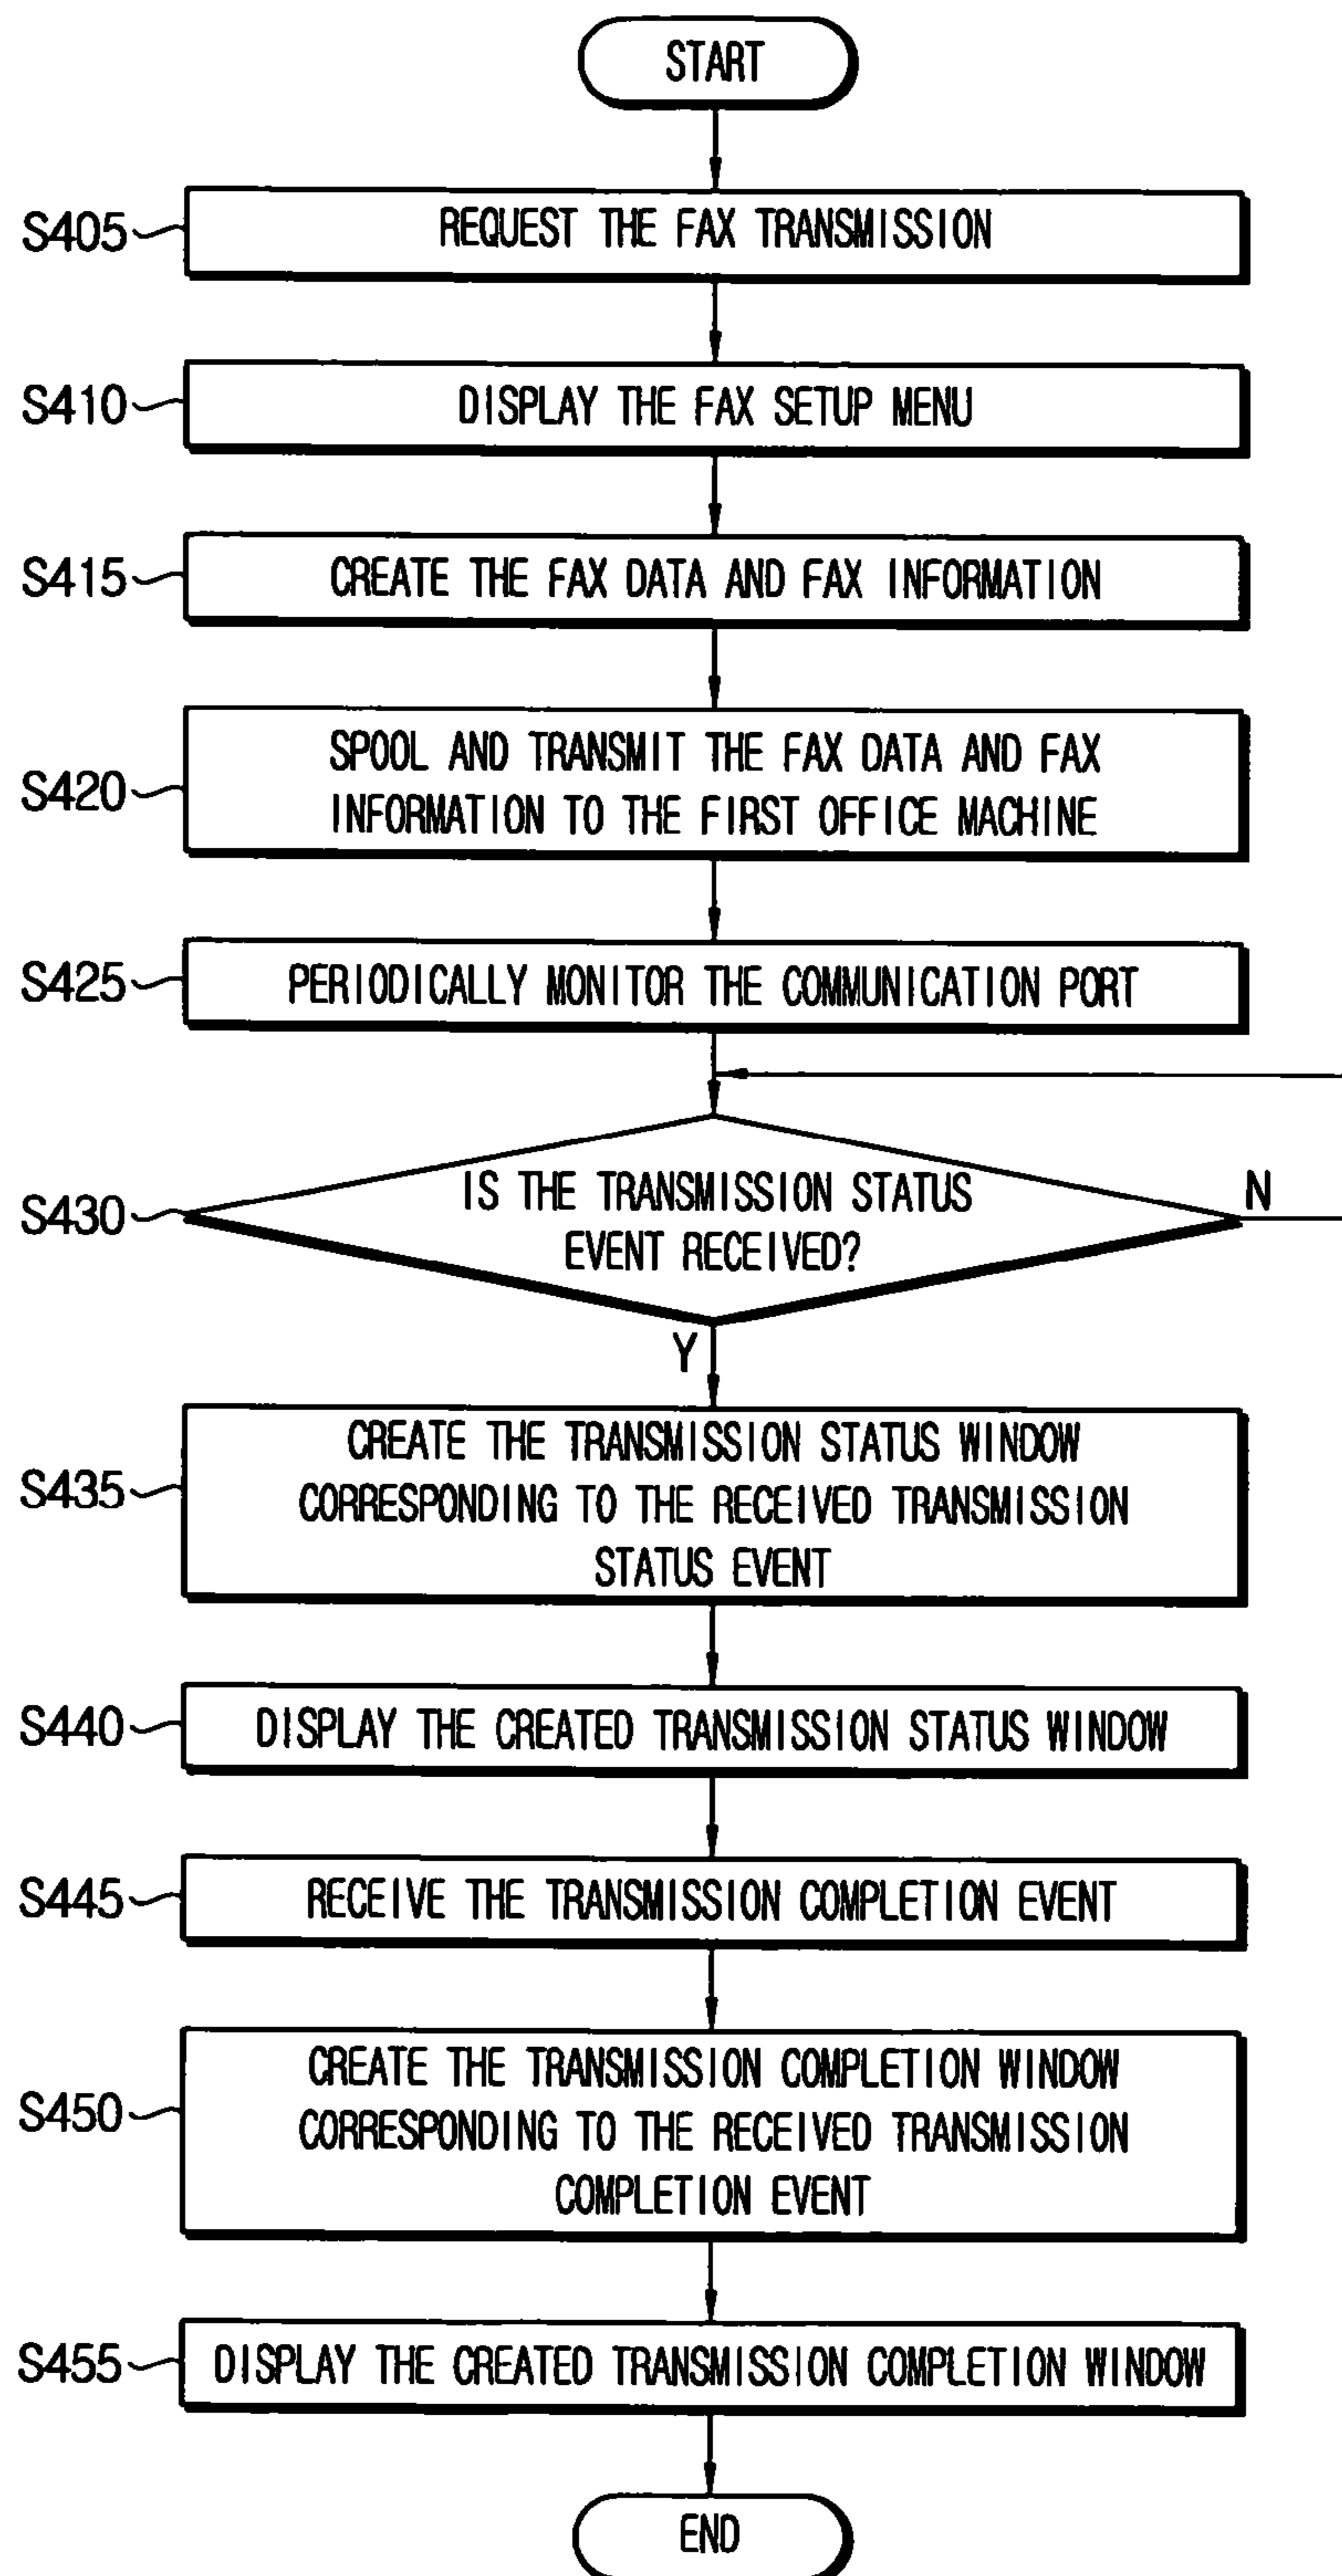 START
S405
REQUEST THE FAX TRANSMISSION
S410
DISPLAY THE FAX SETUP MENU
S415
CREATE THE FAX DATA AND FAX INFORMATION
S420
SPOOL AND TRANSMIT THE FAX DATA AND FAX
INFORMATION TO THE FIRST OFFICE MACHINE
S425
PERIODICALLY MONITOR THE COMMUNICATION PORT
S430
IS THE TRANSMISSION STATUS
EVENT RECEIVED?
N
Y
S435
CREATE THE TRANSMISSION STATUS WINDOW
CORRESPONDING TO THE RECEIVED TRANSMISSION
STATUS EVENT
S440
DISPLAY THE CREATED TRANSMISSION STATUS WINDOW
S445
RECEIVE THE TRANSMISSION COMPLETION EVENT
S450
CREATE THE TRANSMISSION COMPLETION WINDOW
CORRESPONDING TO THE RECEIVED TRANSMISSION
COMPLETION EVENT
S455
DISPLAY THE CREATED TRANSMISSION COMPLETION WINDOW
END